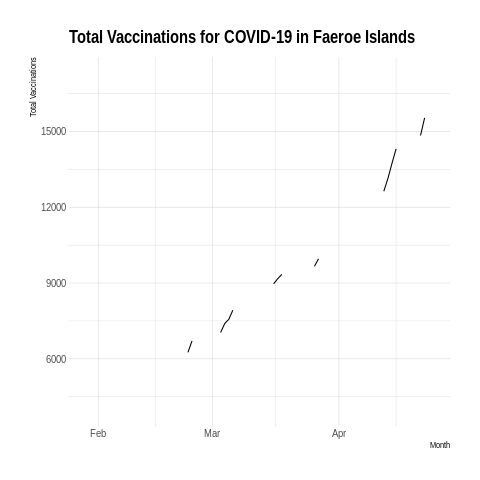 Total Vaccinations for COVID-19 in Faeroe Islands
Total Vaccinations
15000
12000
9000
6000
Feb Mar Apr
Month